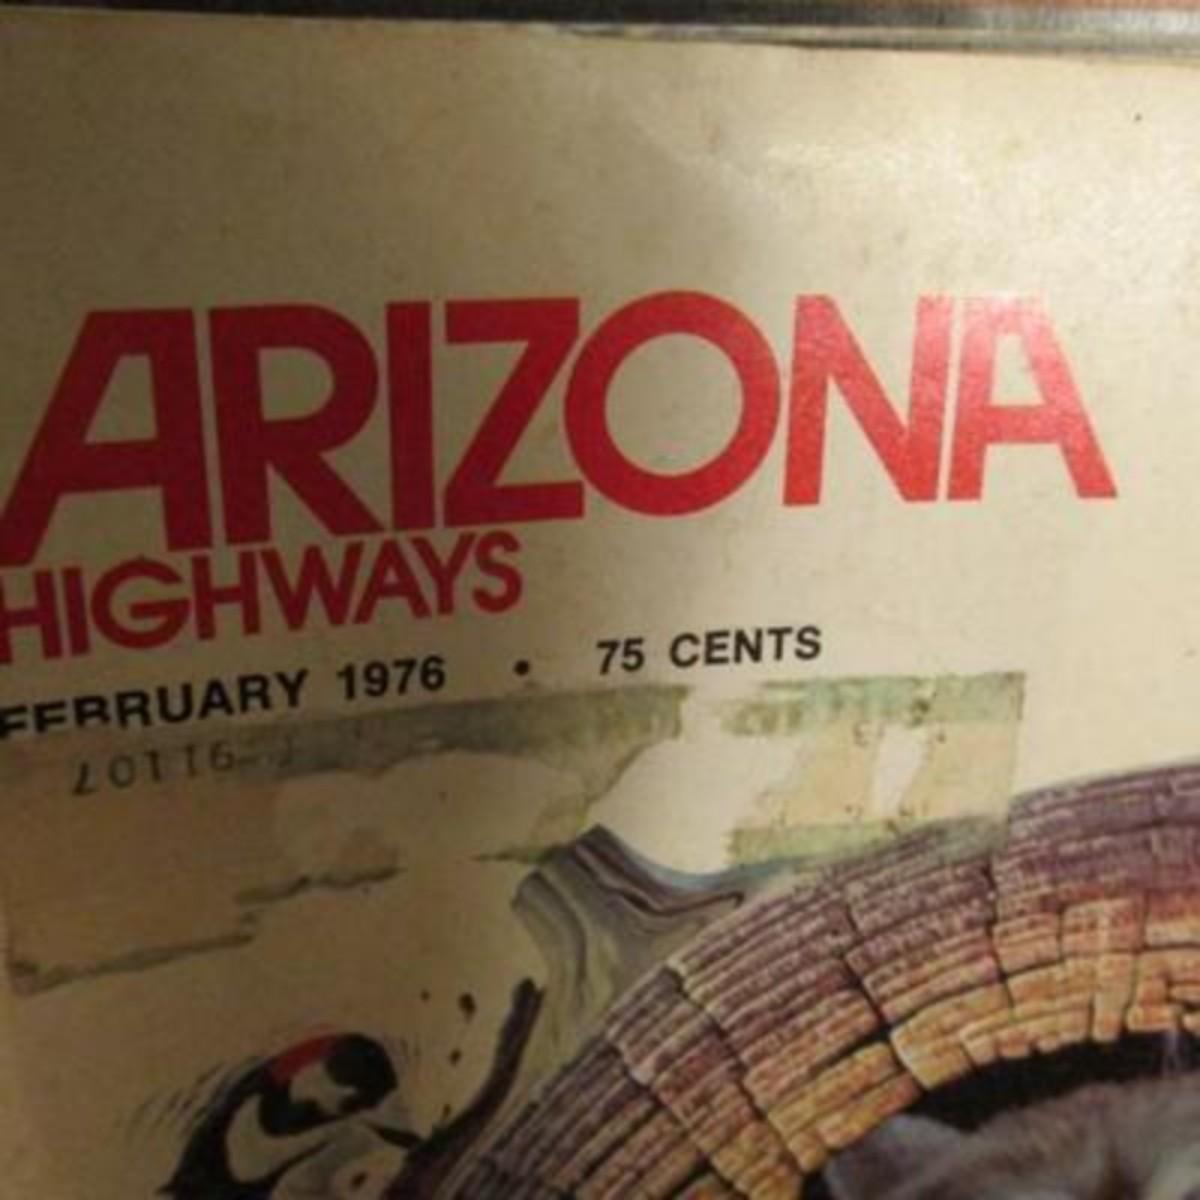 ARIZONA
HIGHWAYS
FEBRUARY 1976 • 75 CENTS